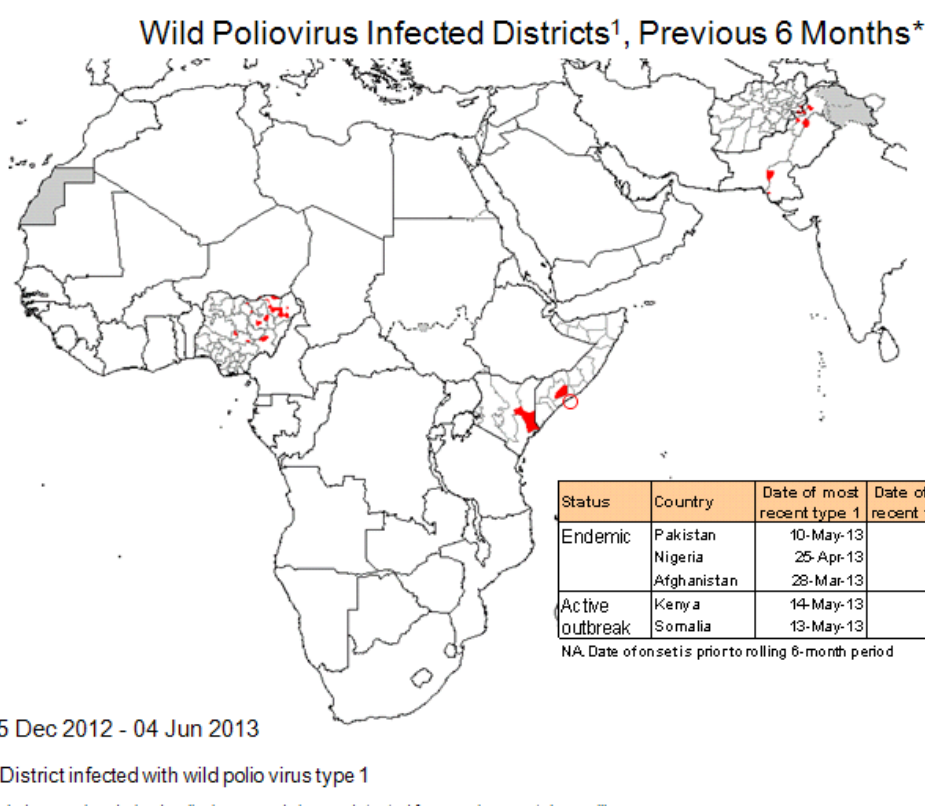 Wild Poliovirus Infected Districts¹, Previous 6 Months*
Status Country Date of most recent type 1 Date of recent
Endemic Pakistan 10-May-13
Nigeria 25-Apr-13
Afghanistan 28-Mar-13
Active outbreak Kenya 14-May-13
Somalia 13-May-13
NA. Date of onset is prior to rolling 6-month period
5 Dec 2012 - 04 Jun 2013
District infected with wild polio virus type 1